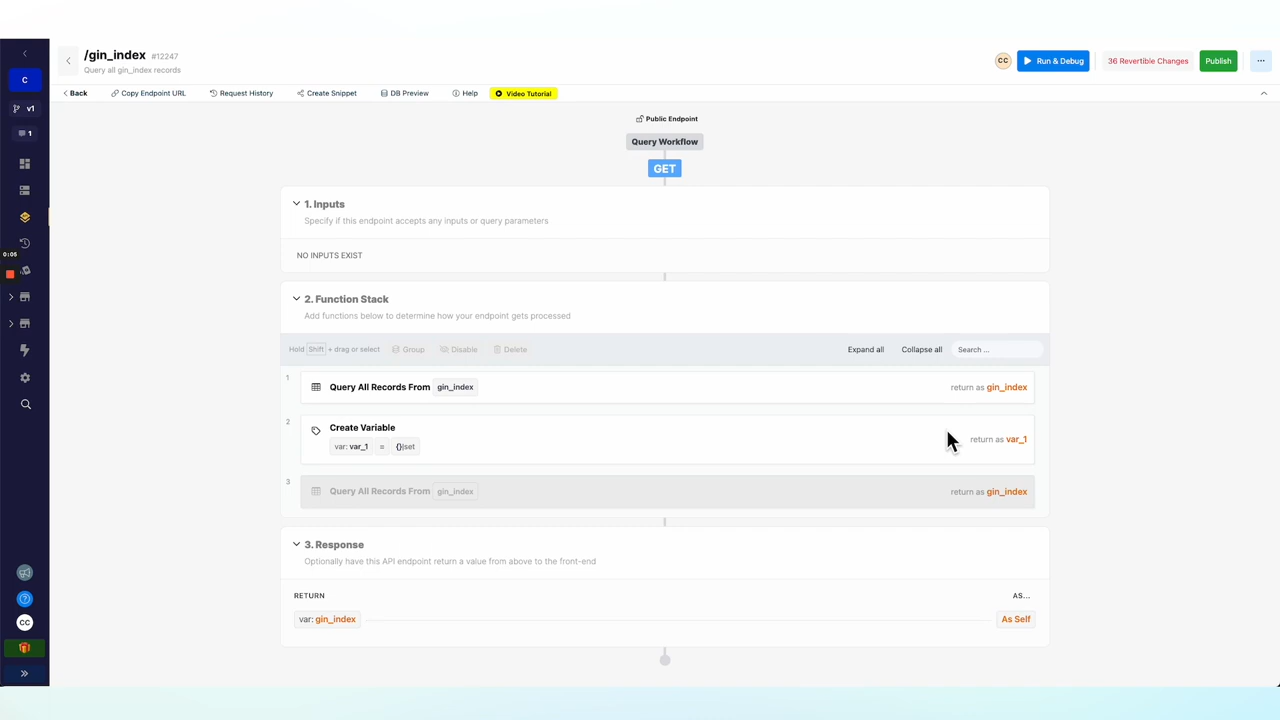 /gin_index #12247
Query all gin_index records
CC
Run & Debug
36 Revertible Changes
Publish
C
v1
1
0:05
CC
Back
Copy Endpoint URL
Request History
Create Snippet
DB Preview
Help
Video Tutorial
Public Endpoint
Query Workflow
GET
1. Inputs
Specify if this endpoint accepts any inputs or query parameters
NO INPUTS EXIST
2. Function Stack
Add functions below to determine how your endpoint gets processed
Hold Shift + drag or select Group Disable Delete Expand all Collapse all Search ...
1
Query All Records From gin_index return as gin_index
2
Create Variable
var: var_1 = {}|set return as var_1
3
Query All Records From gin_index return as gin_index
3. Response
Optionally have this API endpoint return a value from above to the front-end
RETURN AS...
var: gin_index As Self